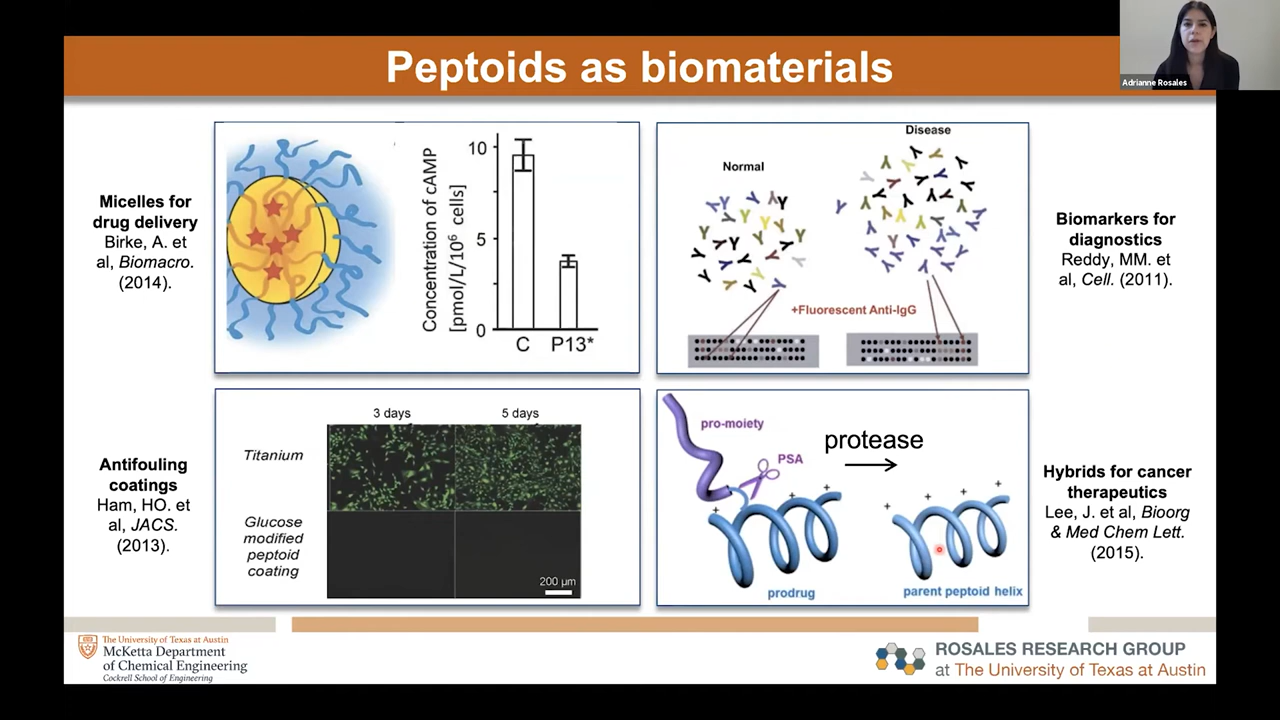 Peptoids as biomaterials
Adrianne Rosales
Micelles for
drug delivery
Birke, A. et
al, Biomacro.
(2014).
Concentration of cAMP
[pmol/L/10⁶ cells]
10
5
0
C
P13*
Normal
Disease
+Fluorescent Anti-IgG
Biomarkers for
diagnostics
Reddy, MM. et
al, Cell. (2011).
Antifouling
coatings
Ham, HO. et
al, JACS.
(2013).
3 days
5 days
Titanium
Glucose
modified
peptoid
coating
200 µm
pro-moiety
PSA
protease
+
+
+
+
+
+
+
prodrug
parent peptoid helix
Hybrids for cancer
therapeutics
Lee, J. et al, Bioorg
& Med Chem Lett.
(2015).
The University of Texas at Austin
McKetta Department
of Chemical Engineering
Cockrell School of Engineering
ROSALES RESEARCH GROUP
at The University of Texas at Austin